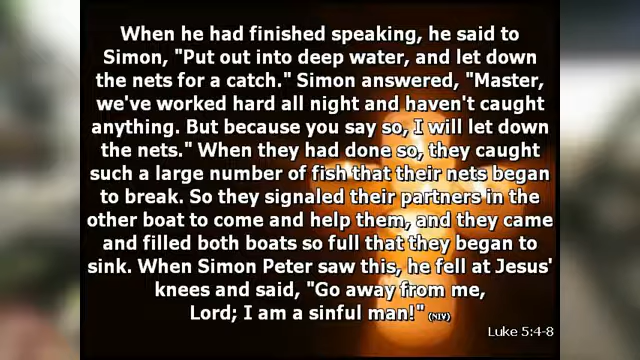 When he had finished speaking, he said to
Simon, "Put out into deep water, and let down
the nets for a catch." Simon answered, "Master,
we've worked hard all night and haven't caught
anything. But because you say so, I will let down
the nets." When they had done so, they caught
such a large number of fish that their nets began
to break. So they signaled their partners in the
other boat to come and help them, and they came
and filled both boats so full that they began to
sink. When Simon Peter saw this, he fell at Jesus'
knees and said, "Go away from me,
Lord; I am a sinful man!" (NIV)
Luke 5:4-8